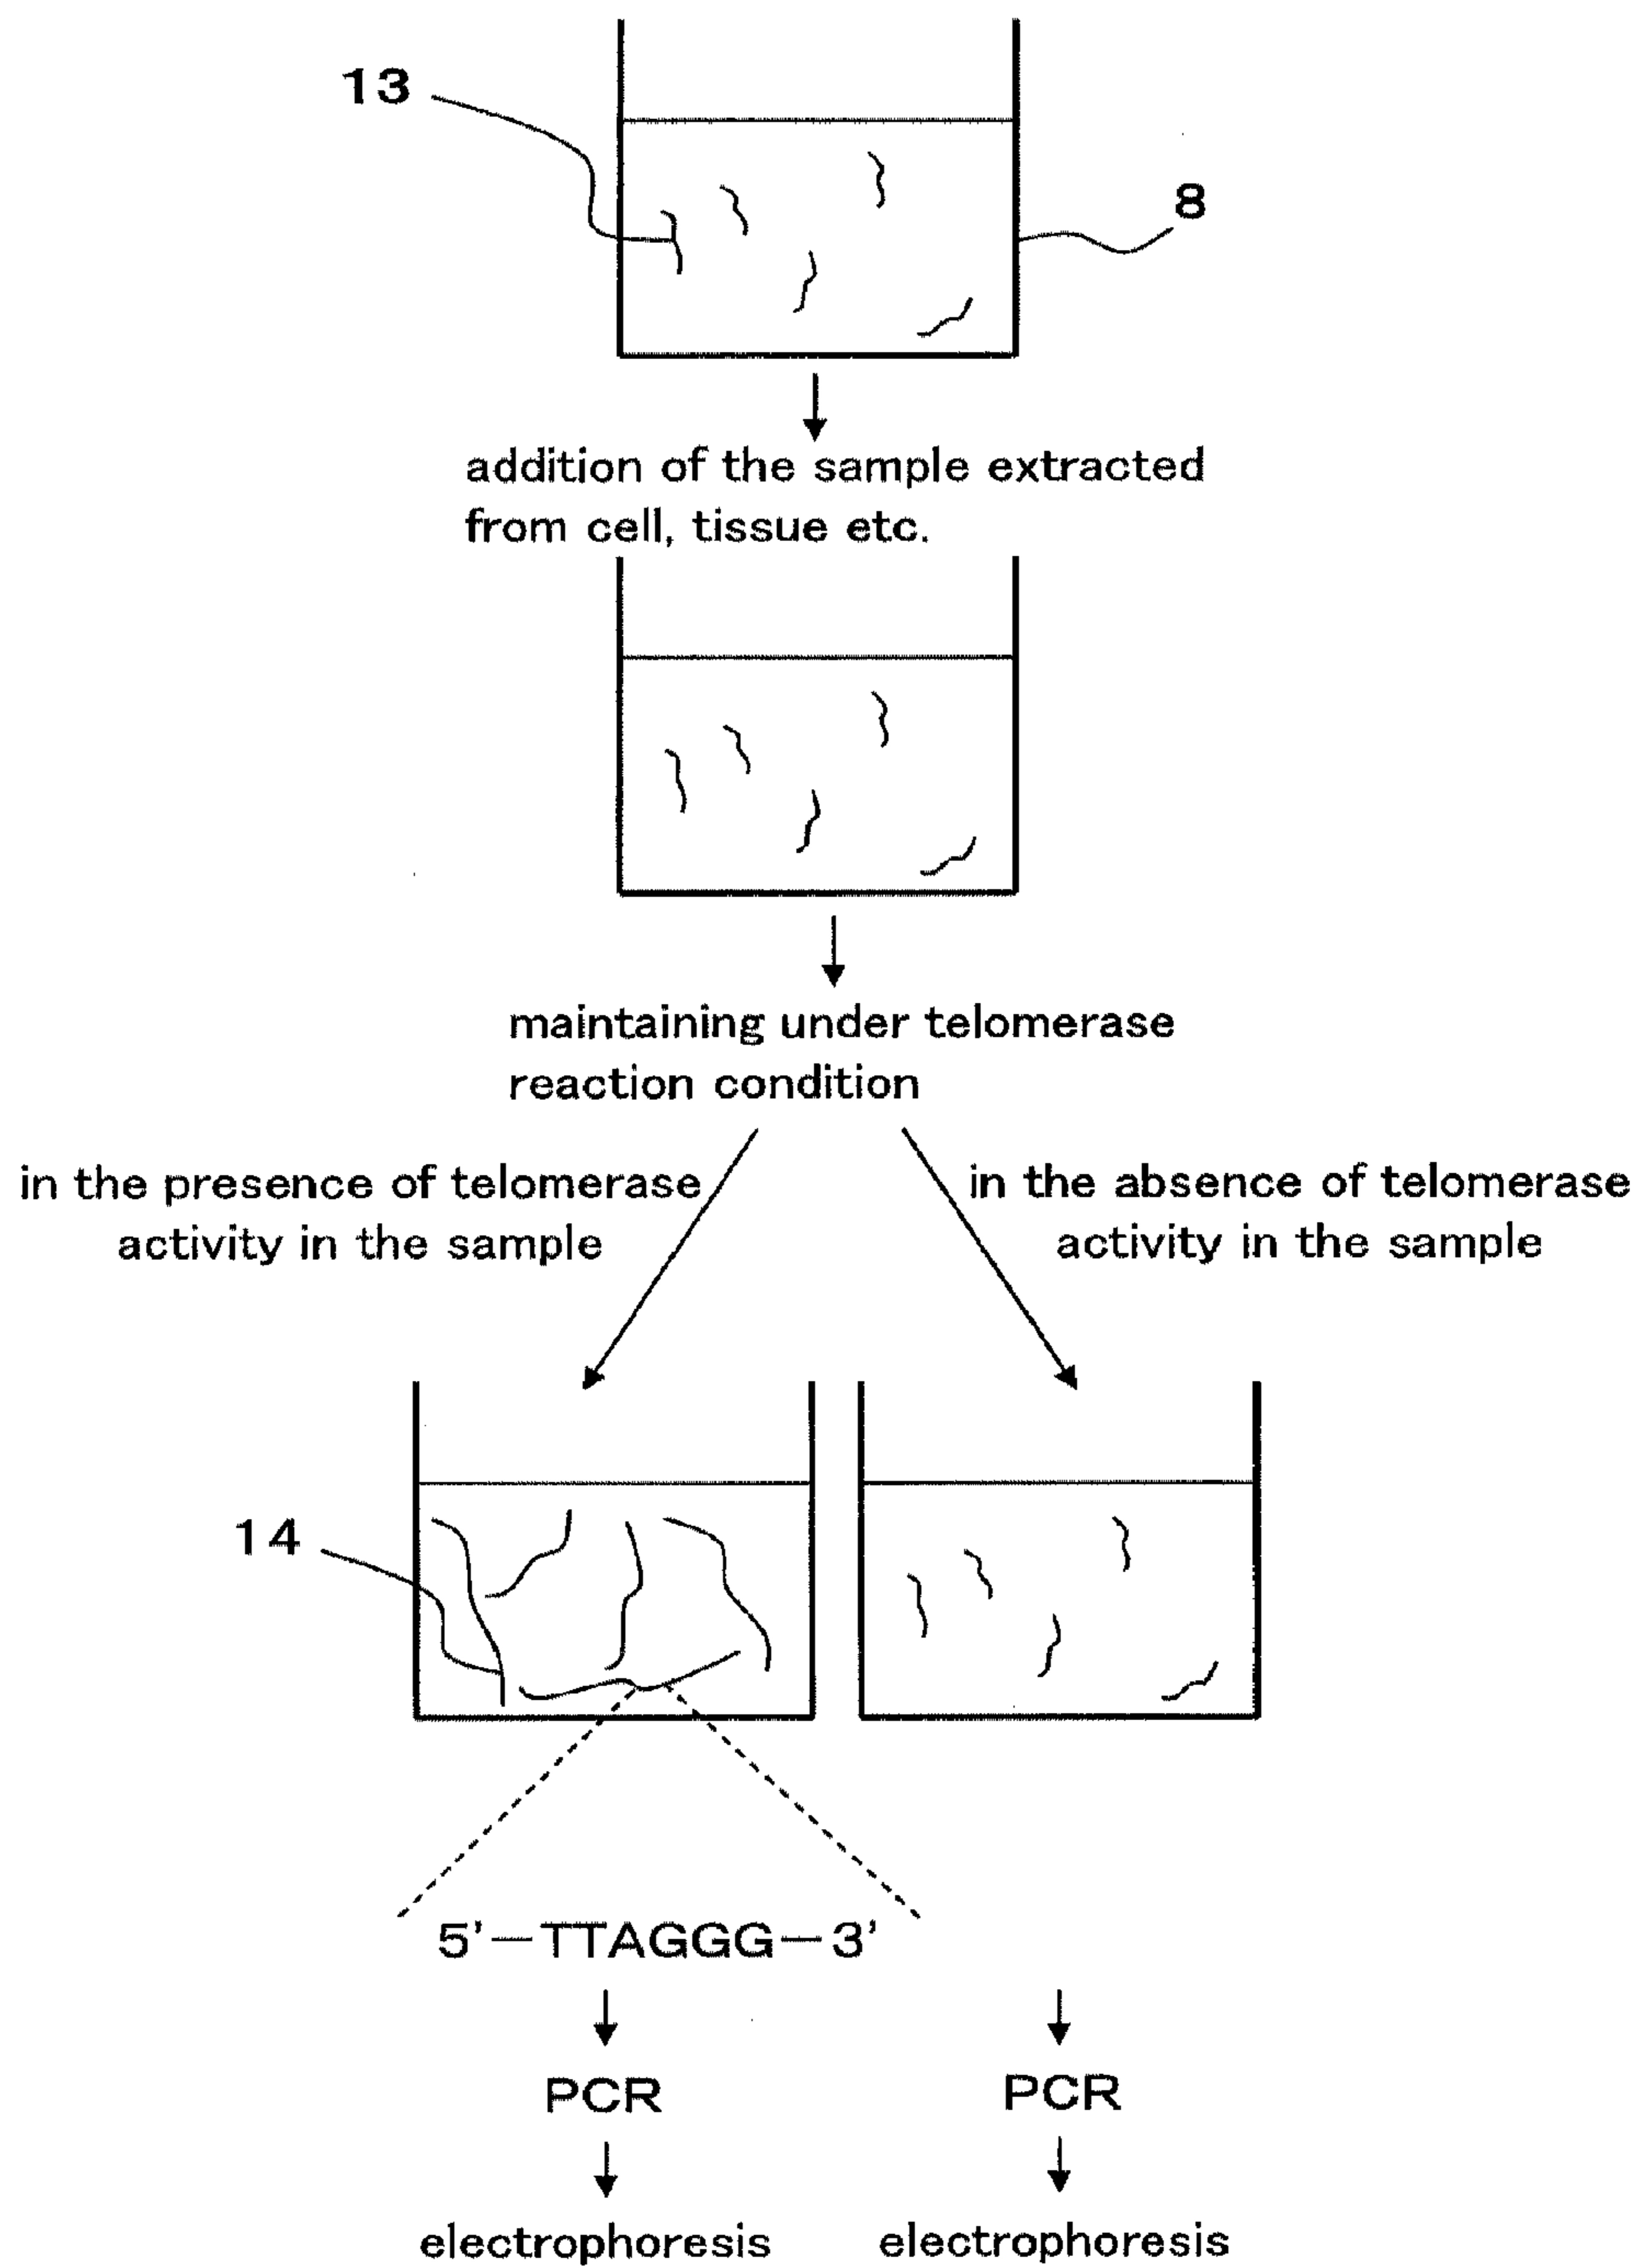 13
8
addition of the sample extracted
from cell, tissue etc.
maintaining under telomerase
reaction condition
in the presence of telomerase
activity in the sample
in the absence of telomerase
activity in the sample
14
5'－TTAGGG－3'
PCR
PCR
electrophoresis
electrophoresis